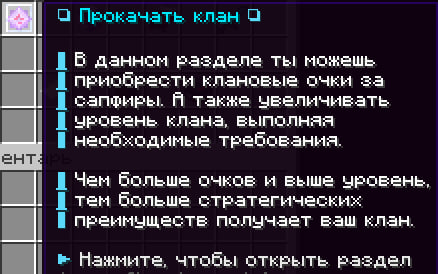 ❏ Прокачать клан ❏
В данном разделе ты можешь
приобрести клановые очки за
сапфиры. А также увеличивать
уровень клана, выполняя
необходимые требования.
ентарь
Чем больше очков и выше уровень,
тем больше стратегических
преимуществ получает ваш клан.
► Нажмите, чтобы открыть раздел